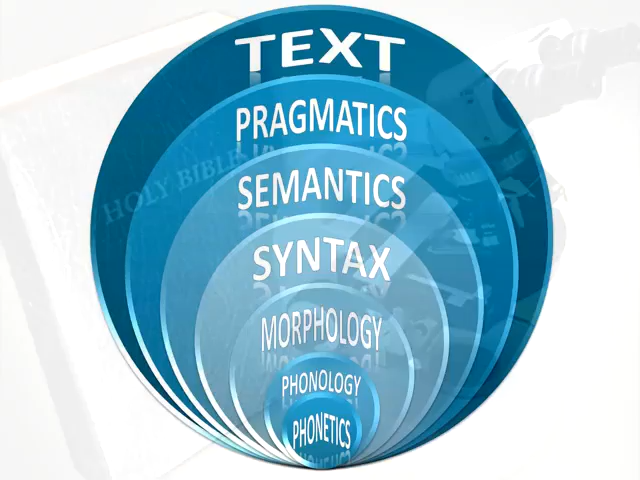 TEXT
PRAGMATICS
HOLY BIBLE
SEMANTICS
SYNTAX
MORPHOLOGY
PHONOLOGY
PHONETICS